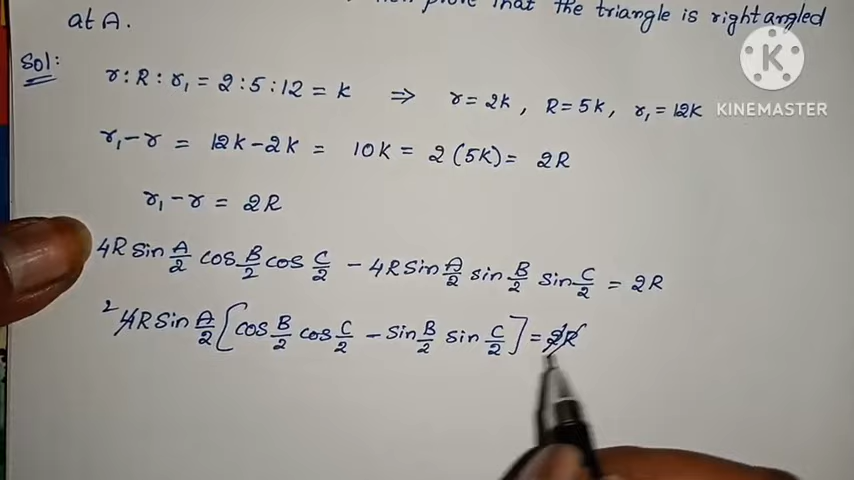 prove that the triangle is right angled
at A.
Sol:
r : R : r₁ = 2 : 5 : 12 = K ⇒ r = 2K, R = 5K, r₁ = 12K
KINEMASTER
r₁ - r = 12K - 2K = 10K = 2(5K) = 2R
r₁ - r = 2R
4R sin A/2 cos B/2 cos C/2 - 4R sin A/2 sin B/2 sin C/2 = 2R
2 4R sin A/2 [cos B/2 cos C/2 - sin B/2 sin C/2] = 2R